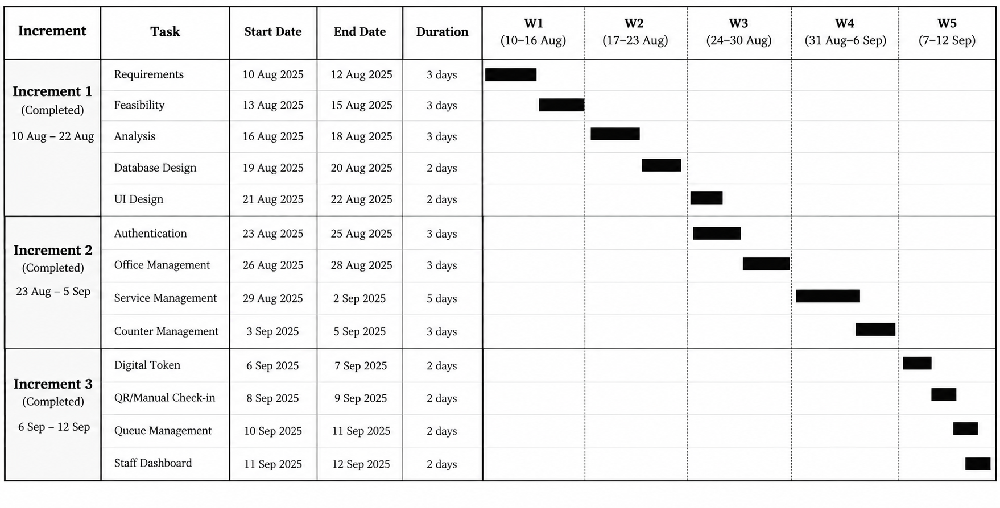 Increment Task Start Date End Date Duration W1 (10–16 Aug) W2 (17–23 Aug) W3 (24–30 Aug) W4 (31 Aug–6 Sep) W5 (7–12 Sep)
Increment 1
(Completed)
10 Aug – 22 Aug
Requirements 10 Aug 2025 12 Aug 2025 3 days
Feasibility 13 Aug 2025 15 Aug 2025 3 days
Analysis 16 Aug 2025 18 Aug 2025 3 days
Database Design 19 Aug 2025 20 Aug 2025 2 days
UI Design 21 Aug 2025 22 Aug 2025 2 days
Increment 2
(Completed)
23 Aug – 5 Sep
Authentication 23 Aug 2025 25 Aug 2025 3 days
Office Management 26 Aug 2025 28 Aug 2025 3 days
Service Management 29 Aug 2025 2 Sep 2025 5 days
Counter Management 3 Sep 2025 5 Sep 2025 3 days
Increment 3
(Completed)
6 Sep – 12 Sep
Digital Token 6 Sep 2025 7 Sep 2025 2 days
QR/Manual Check-in 8 Sep 2025 9 Sep 2025 2 days
Queue Management 10 Sep 2025 11 Sep 2025 2 days
Staff Dashboard 11 Sep 2025 12 Sep 2025 2 days